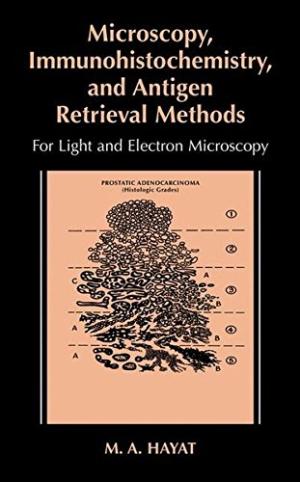 Microscopy,
Immunohistochemistry,
and Antigen
Retrieval Methods
For Light and Electron Microscopy
PROSTATIC ADENOCARCINOMA
(Histologic Grades)
1
2
C
A
B
3
A
B
4
A
B
5
M. A. HAYAT